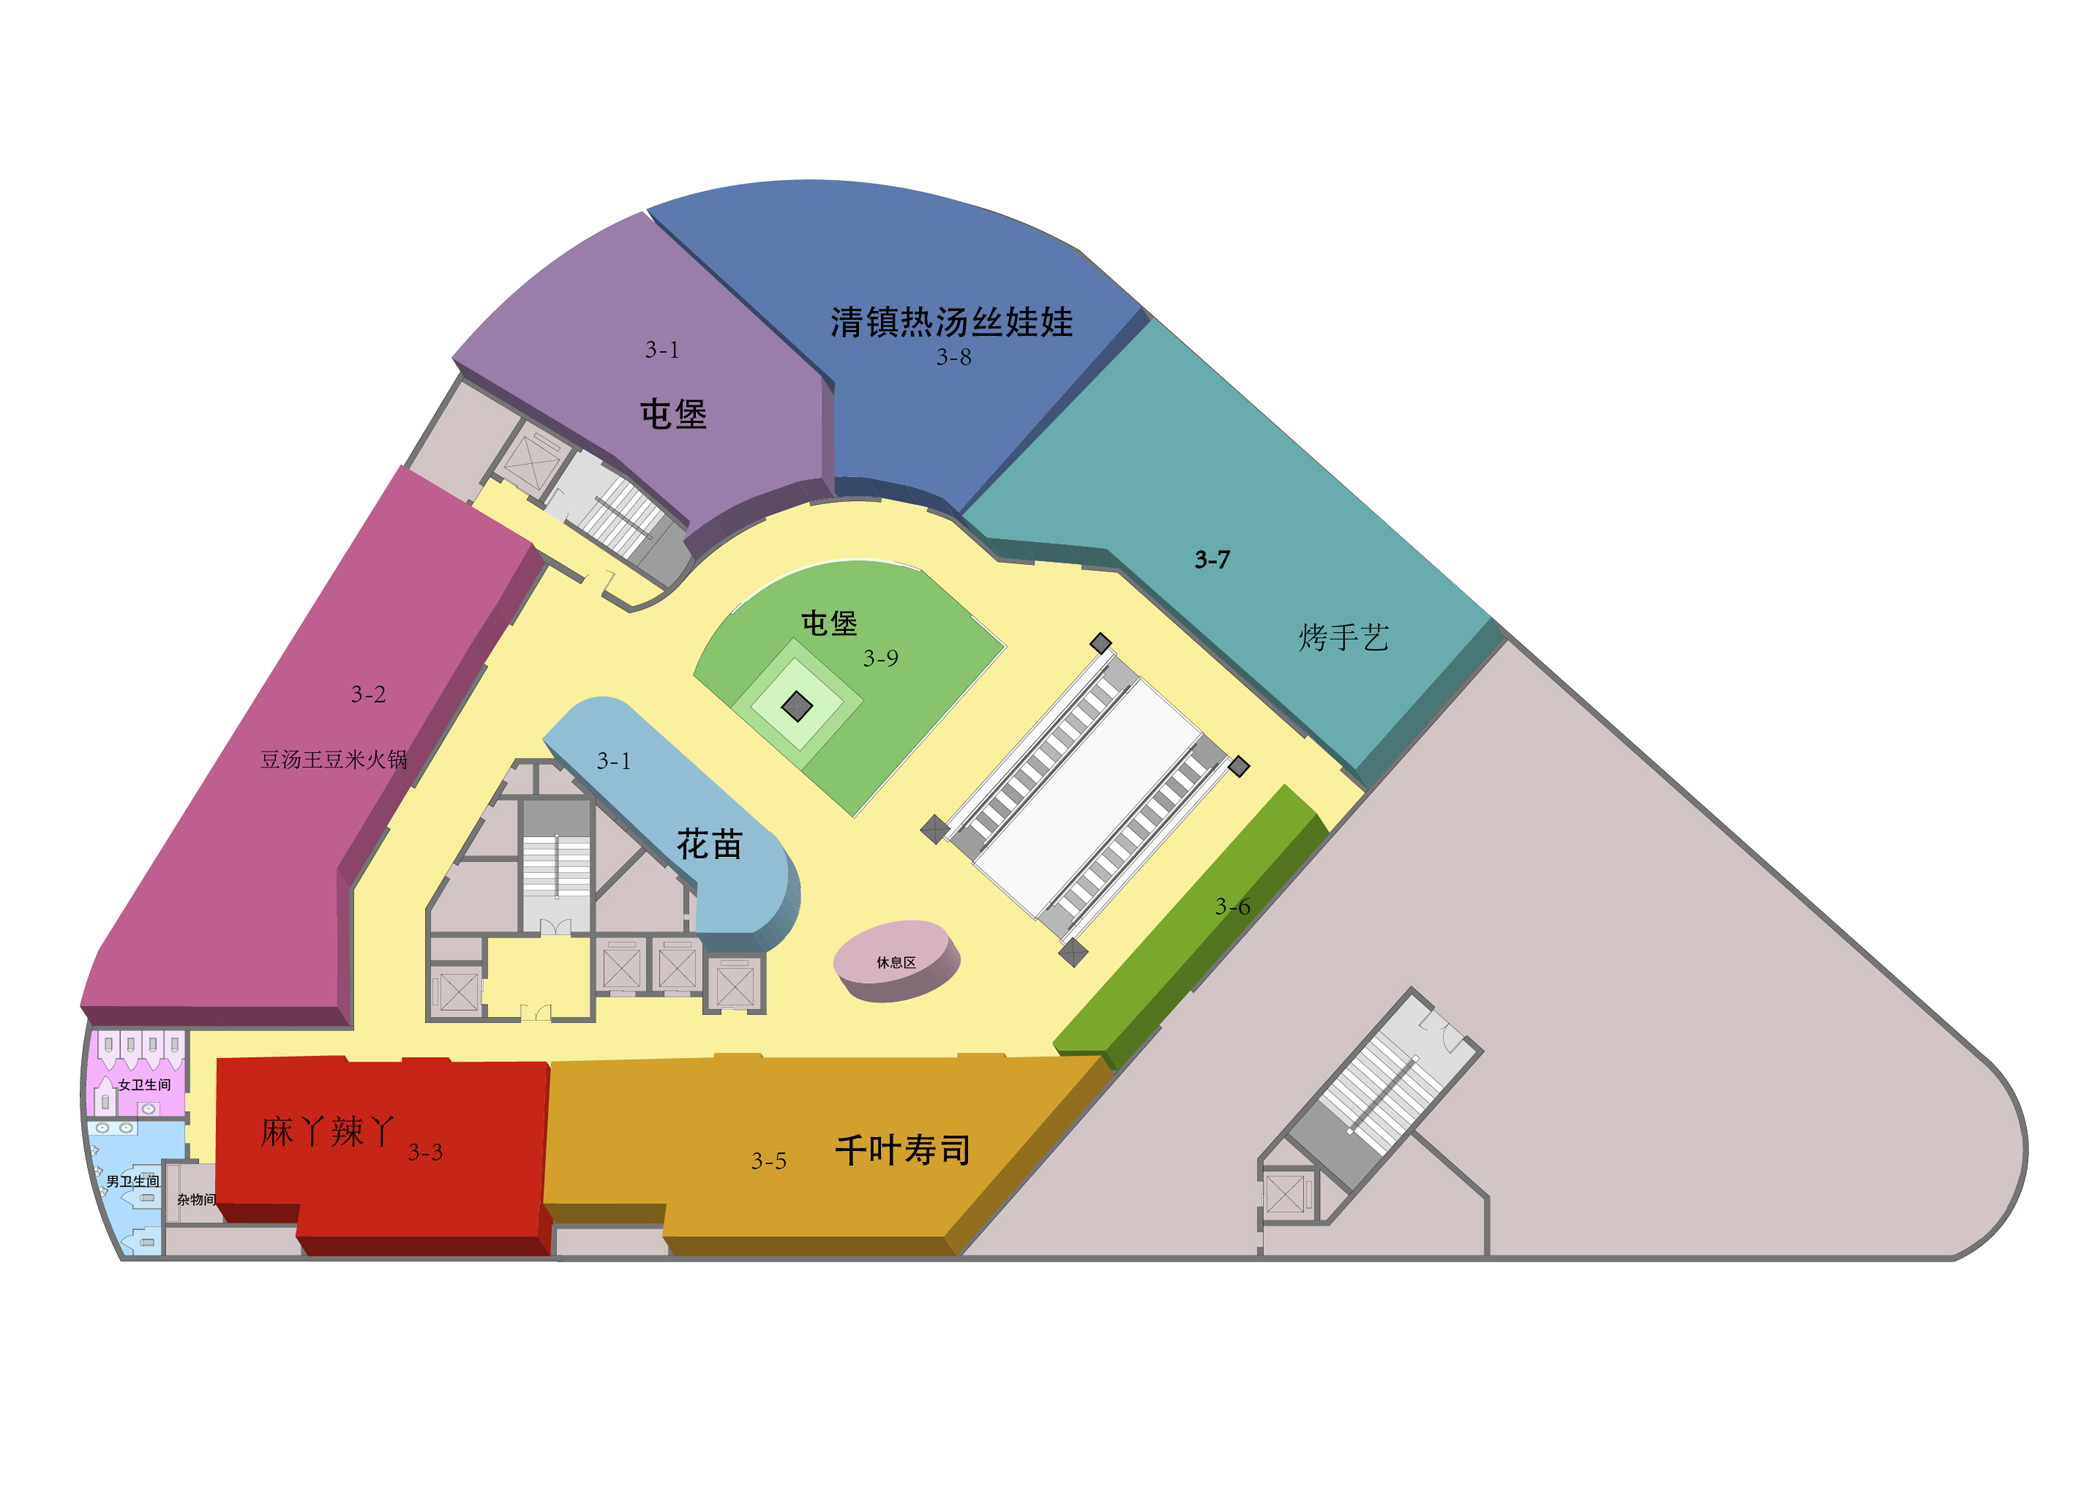 清镇热汤丝娃娃
3-8
3-1
屯堡
3-7
烤手艺
屯堡
3-9
3-2
豆汤王豆米火锅
3-1
花苗
3-6
休息区
女卫生间
麻丫辣丫
3-3
3-5
千叶寿司
男卫生间
杂物间